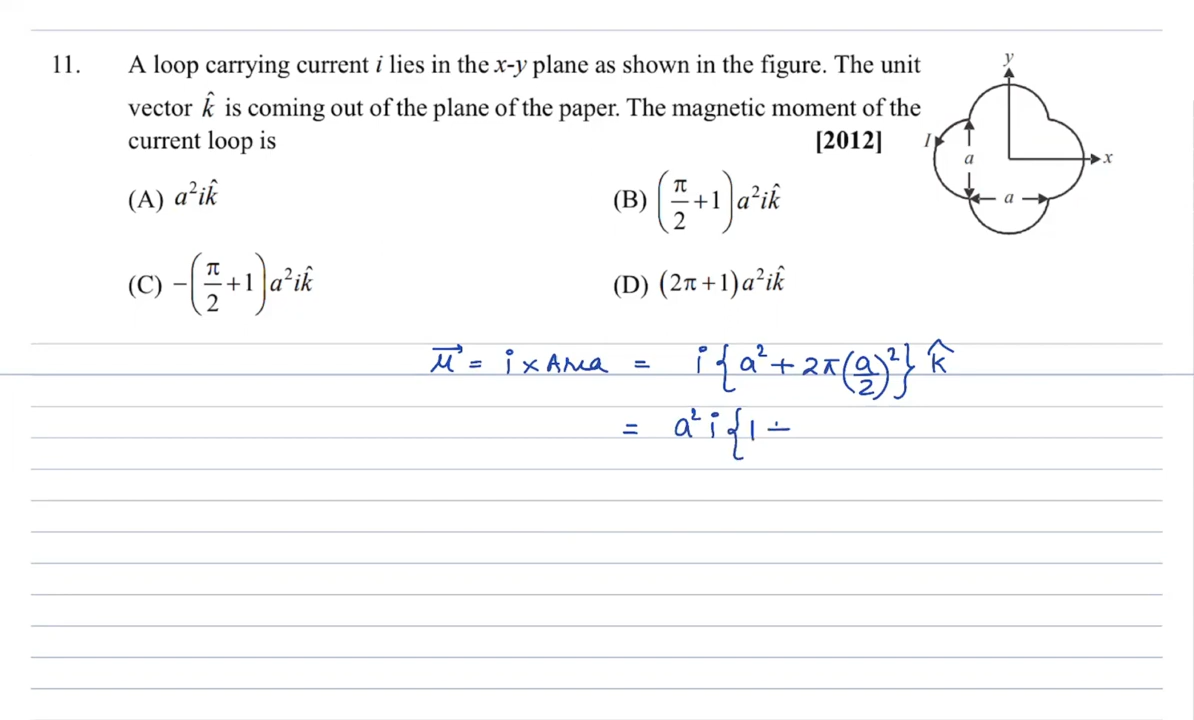 11. A loop carrying current i lies in the x-y plane as shown in the figure. The unit
vector k̂ is coming out of the plane of the paper. The magnetic moment of the
current loop is [2012]
(A) a²ik̂
(B) (π/2 + 1)a²ik̂
(C) −(π/2 + 1)a²ik̂
(D) (2π + 1)a²ik̂
y
x
I
a
a
μ⃗ = i × Area = i{a² + 2π(a/2)²} k̂
= a² i {1 +